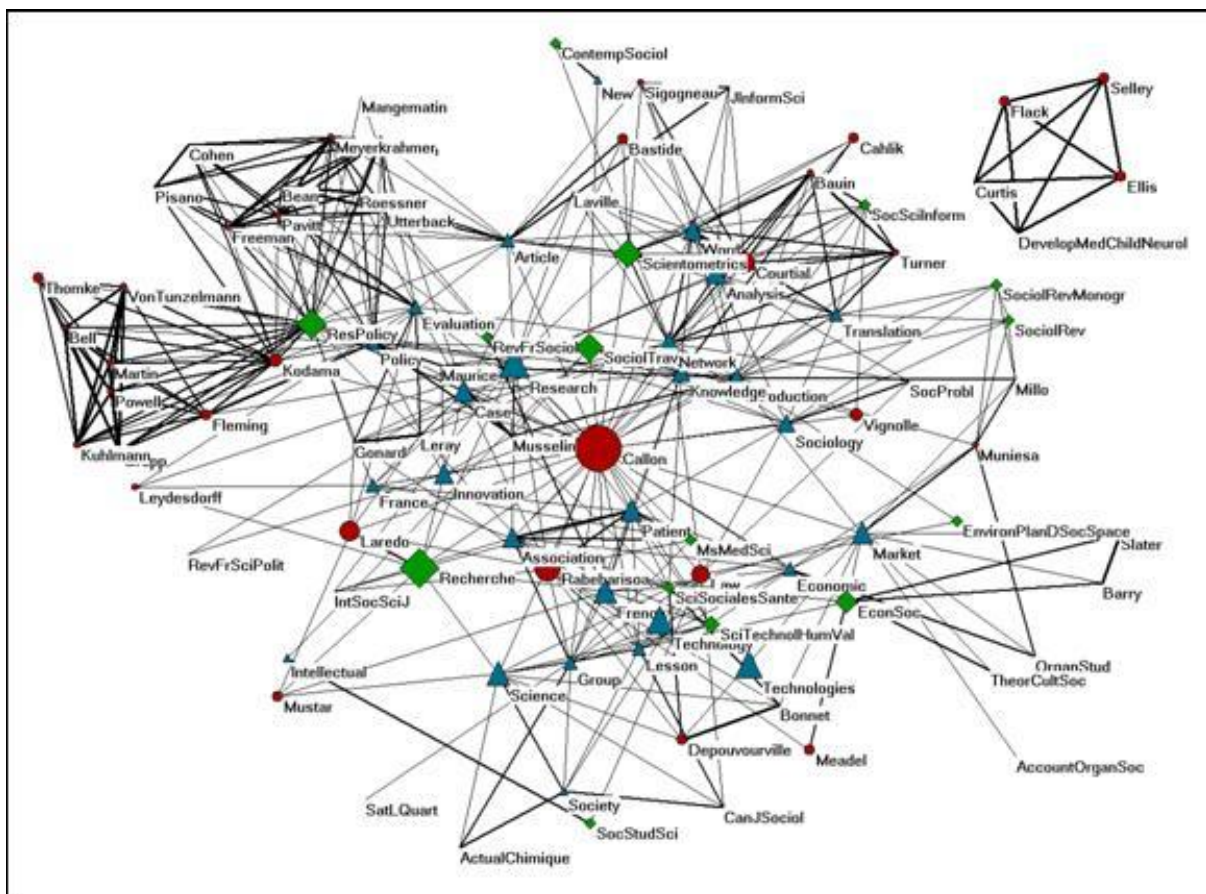 ContempSociol
New
Sigogneau
JInformSci
Selley
Flack
Mangematin
Cohen
Meyerkrahmer
Bastide
Cahlik
Pisano
Bean
Roessner
Laville
Bauin
Curtis
Ellis
Pavitt
Utterback
SocSciInform
Freeman
DevelopMedChildNeurol
Article
Word
Scientometrics
Courtial
Turner
Thomke
VonTunzelmann
Analysis
SociolRevMonogr
Evaluation
Translation
SociolRev
Bell
ResPolicy
RevFrSociol
SociolTrav
Network
Policy
Martin
Kodama
Maurice
Research
Knowledge
SocProbl
Millo
Powell
Case
Fleming
Vignolle
Sociology
Gonard
Leray
Musselin
Callon
Muniesa
Kuhlmann
Leydesdorff
France
Innovation
Patient
EnvironPlanDSocSpace
Laredo
Association
MsMedSci
Market
Slater
RevFrSciPolit
Recherche
Rabeharisoa
Law
Economic
IntSocSciJ
SciSocialesSante
EconSoc
Barry
SciTechnolHumVal
Technology
Intellectual
Group
Lesson
OrganStud
Science
Technologies
TheorCultSoc
Mustar
Bonnet
Depouvourville
Meadel
AccountOrganSoc
SatLQuart
Society
CanJSociol
SocStudSci
ActualChimique